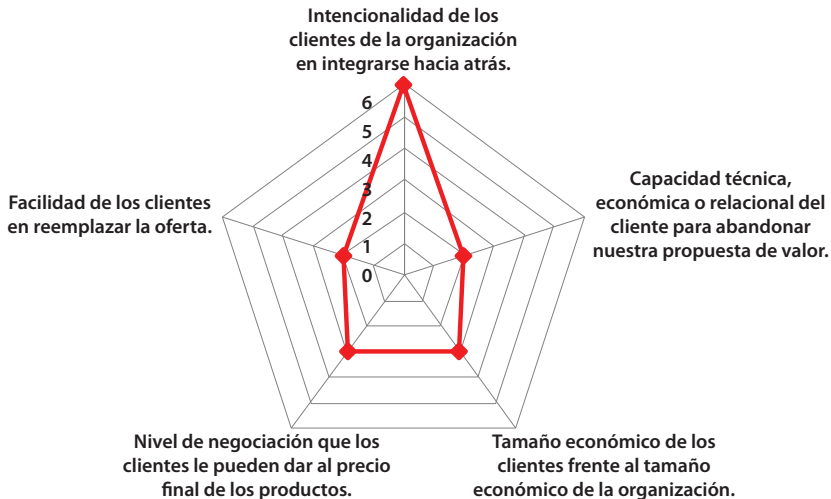 Intencionalidad de los
clientes de la organización
en integrarse hacia atrás.
6
5
4
3
2
1
0
Capacidad técnica,
económica o relacional del
cliente para abandonar
nuestra propuesta de valor.
Tamaño económico de los
clientes frente al tamaño
económico de la organización.
Nivel de negociación que los
clientes le pueden dar al precio
final de los productos.
Facilidad de los clientes
en reemplazar la oferta.